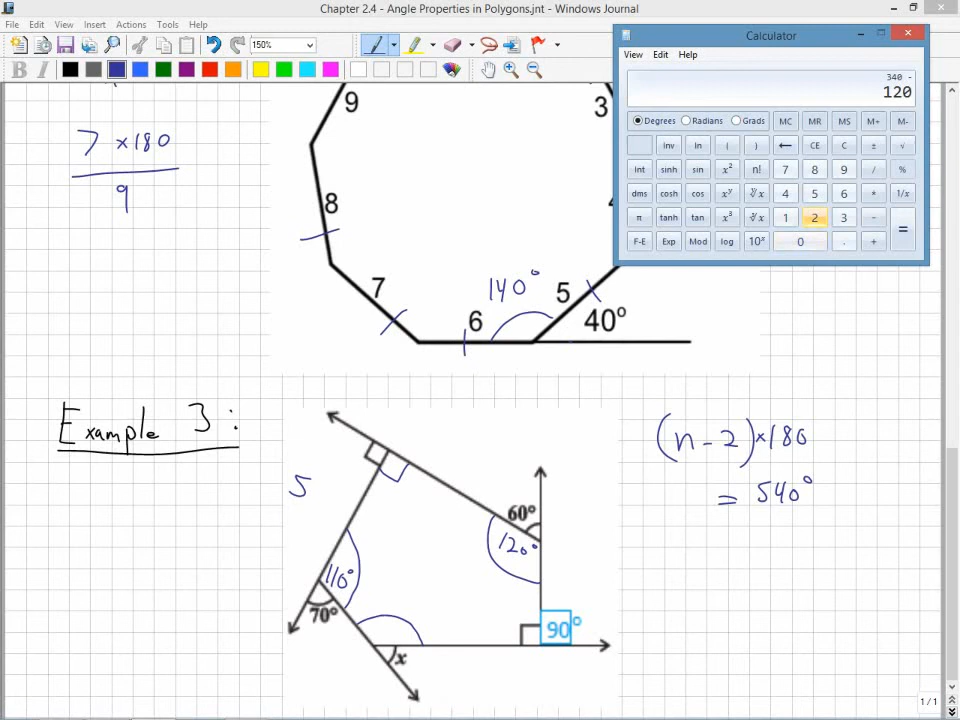 Chapter 2.4 - Angle Properties in Polygons.jnt - Windows Journal
File Edit View Insert Actions Tools Help
150%
B I
Calculator
View Edit Help
340 -
120
Degrees Radians Grads MC MR MS M+ M-
Inv ln ( ) ← CE C ± √
Int sinh sin x² n! 7 8 9 / %
dms cosh cos xʸ ʸ√x 4 5 6 * 1/x
π tanh tan x³ ³√x 1 2 3 - =
F-E Exp Mod log 10ˣ 0 . +
7 × 180
9
9
3
8
4
7
6
140°
5
40°
Example 3 :
5
60°
120°
110°
70°
x
90°
(n - 2) × 180
= 540°
1 / 1